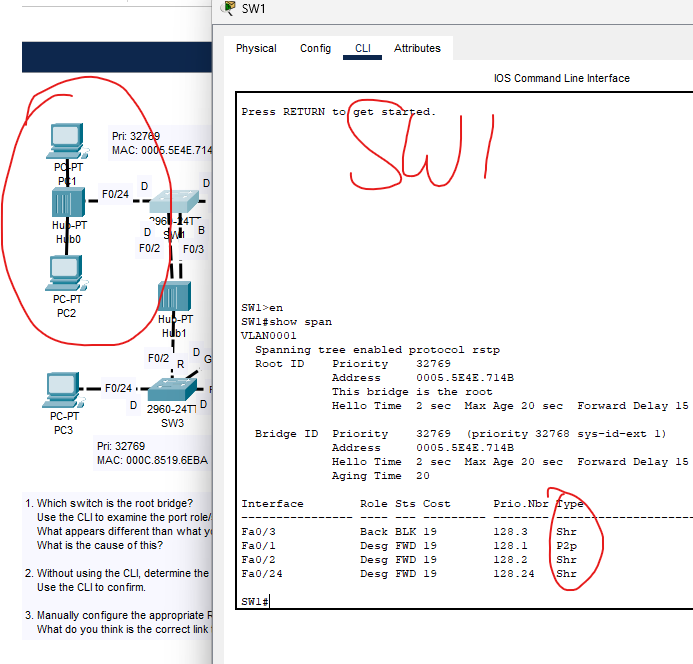 SW1
Physical Config CLI Attributes
IOS Command Line Interface
Press RETURN to get started.
SW1
SW1>en
SW1#show span
VLAN0001
Spanning tree enabled protocol rstp
Root ID Priority 32769
Address 0005.5E4E.714B
This bridge is the root
Hello Time 2 sec Max Age 20 sec Forward Delay 15
Bridge ID Priority 32769 (priority 32768 sys-id-ext 1)
Address 0005.5E4E.714B
Hello Time 2 sec Max Age 20 sec Forward Delay 15
Aging Time 20
Interface Role Sts Cost Prio.Nbr Type
---------------- ---- --- --------- -------- --------------------------------
Fa0/3 Back BLK 19 128.3 Shr
Fa0/1 Desg FWD 19 128.1 P2p
Fa0/2 Desg FWD 19 128.2 Shr
Fa0/24 Desg FWD 19 128.24 Shr
SW1#
Pri: 32769
MAC: 0005.5E4E.714
PC-PT
PC1
F0/24 D D
Hub-PT
Hub0
2960-24TT
SW1
D B
F0/2 F0/3
PC-PT
PC2
Hub-PT
Hub1
F0/2 R D G
F0/24
D D
PC-PT
PC3
2960-24TT
SW3
Pri: 32769
MAC: 000C.8519.6EBA
1. Which switch is the root bridge?
Use the CLI to examine the port role/
What appears different than what y
What is the cause of this?
2. Without using the CLI, determine the
Use the CLI to confirm.
3. Manually configure the appropriate
What do you think is the correct link